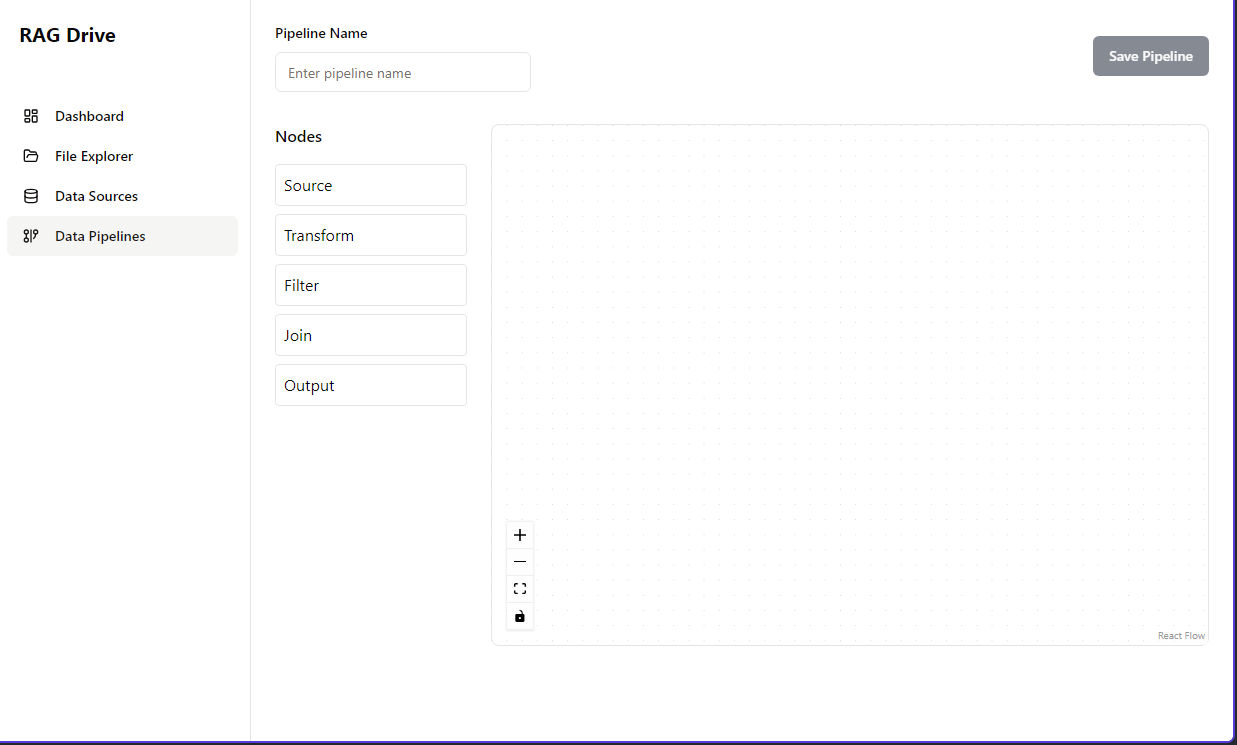 RAG Drive
Dashboard
File Explorer
Data Sources
Data Pipelines
Pipeline Name
Enter pipeline name
Save Pipeline
Nodes
Source
Transform
Filter
Join
Output
React Flow